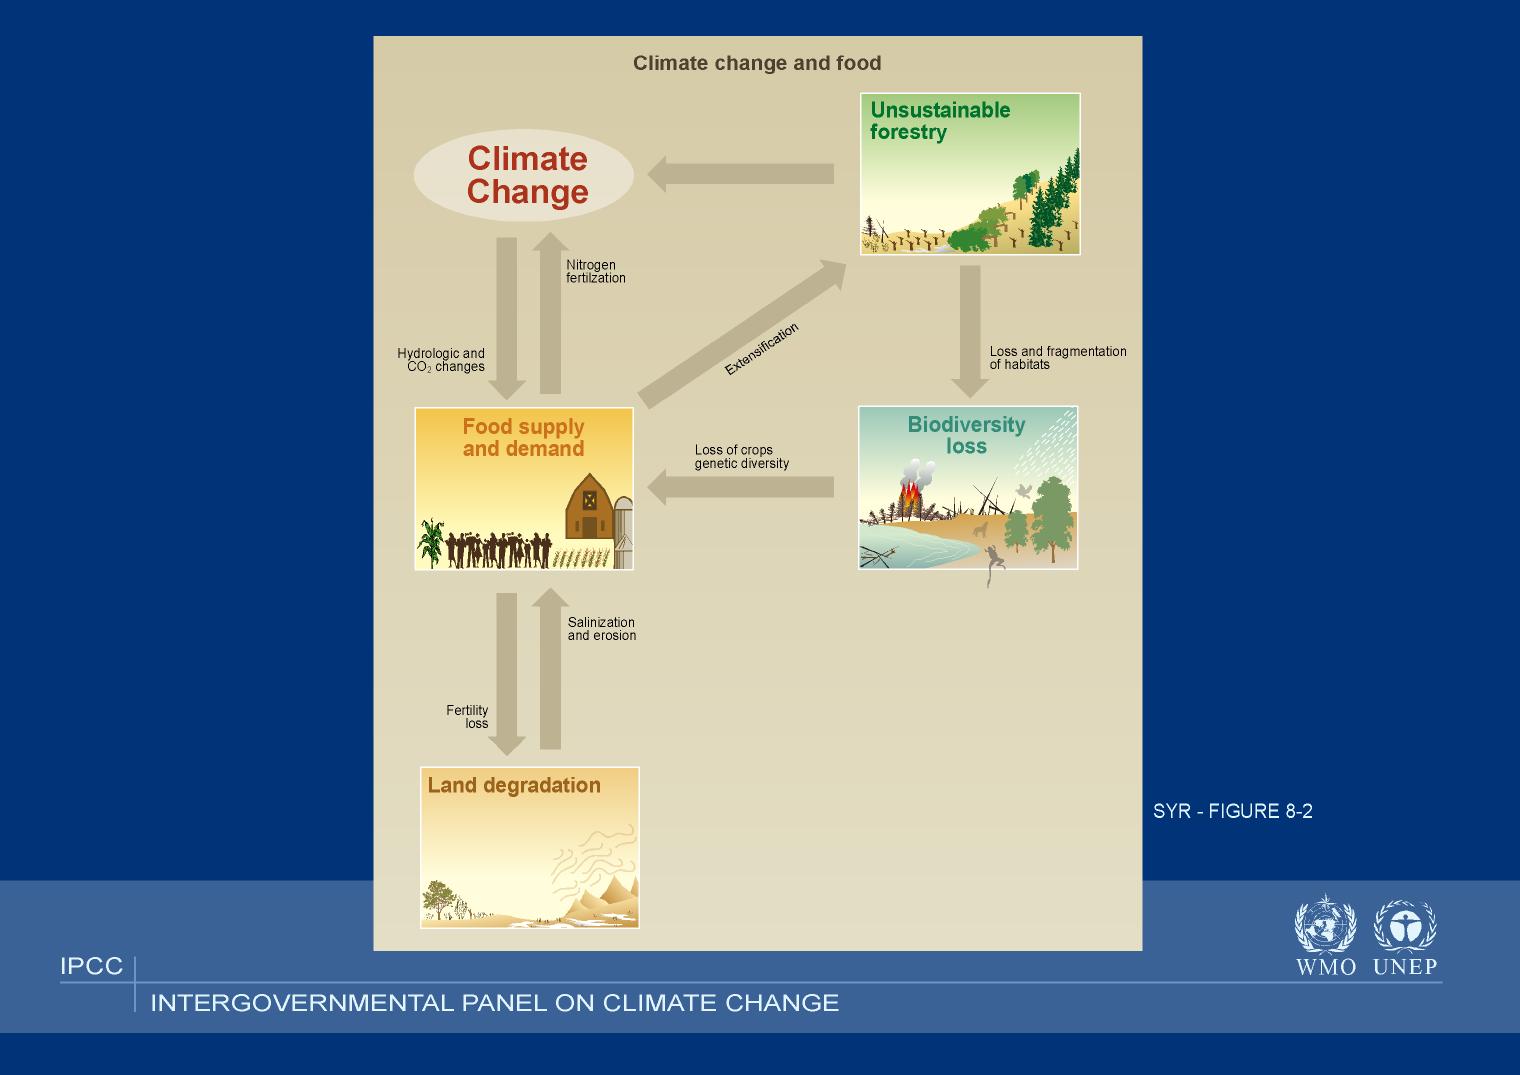 Climate change and food
Unsustainable
forestry
Climate
Change
Nitrogen
fertilzation
Hydrologic and
CO₂ changes
Extensification
Loss and fragmentation
of habitats
Food supply
and demand
Loss of crops
genetic diversity
Biodiversity
loss
Salinization
and erosion
Fertility
loss
Land degradation
SYR - FIGURE 8-2
IPCC
WMO UNEP
INTERGOVERNMENTAL PANEL ON CLIMATE CHANGE